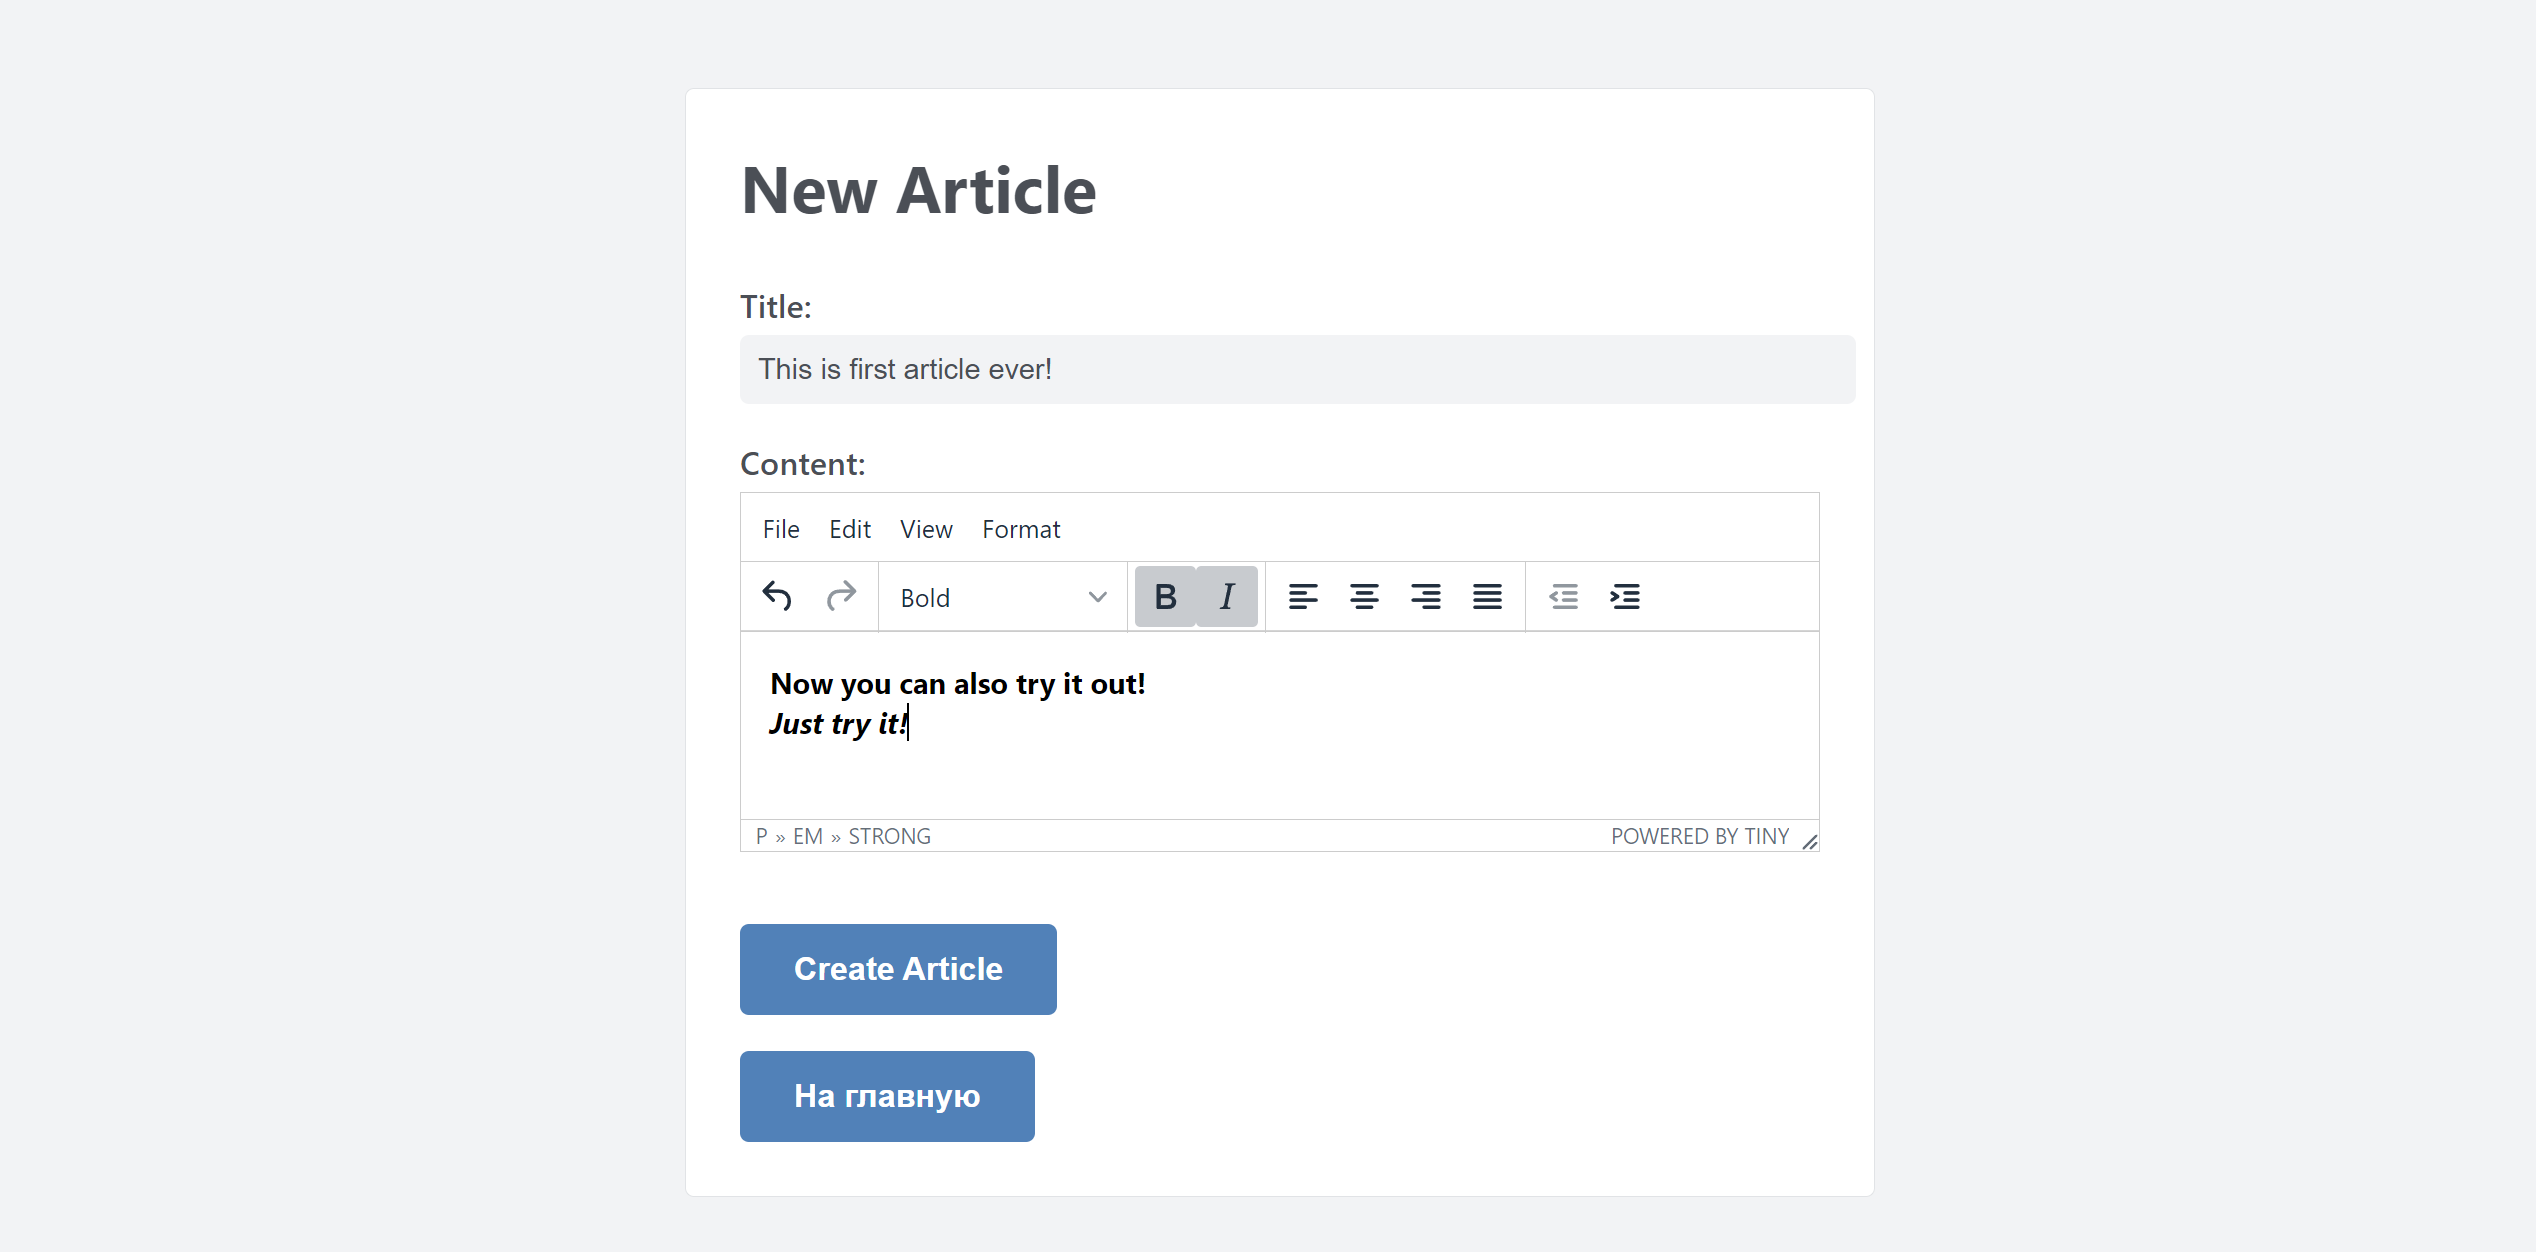 New Article
Title:
This is first article ever!
Content:
File Edit View Format
Bold B I
Now you can also try it out!
Just try it!
P » EM » STRONG POWERED BY TINY
Create Article
На главную